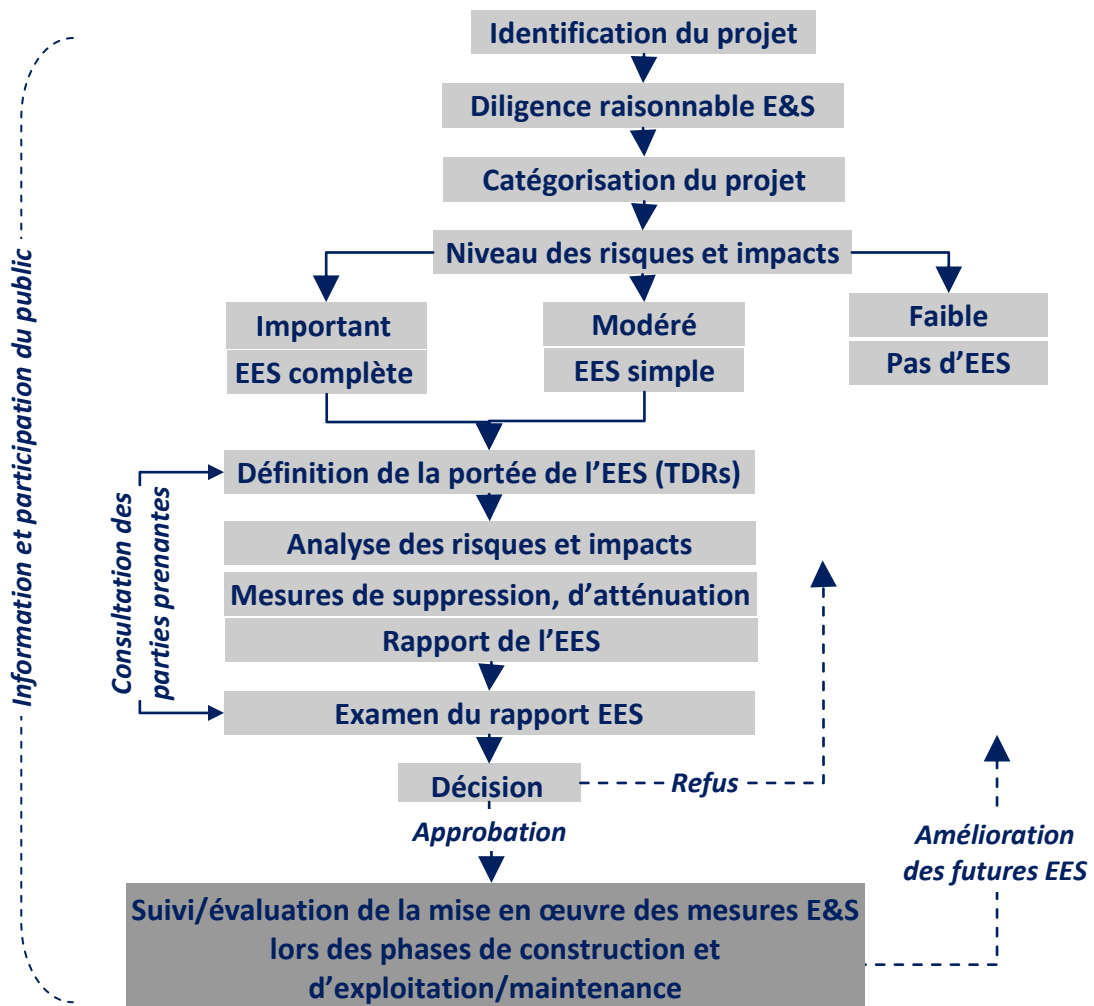 Identification du projet
Diligence raisonnable E&S
Catégorisation du projet
Niveau des risques et impacts
Important
EES complète
Modéré
EES simple
Faible
Pas d'EES
Définition de la portée de l'EES (TDRs)
Analyse des risques et impacts
Mesures de suppression, d'atténuation
Rapport de l'EES
Examen du rapport EES
Décision
Refus
Approbation
Suivi/évaluation de la mise en œuvre des mesures E&S
lors des phases de construction et
d'exploitation/maintenance
Amélioration
des futures EES
Consultation des
parties prenantes
Information et participation du public